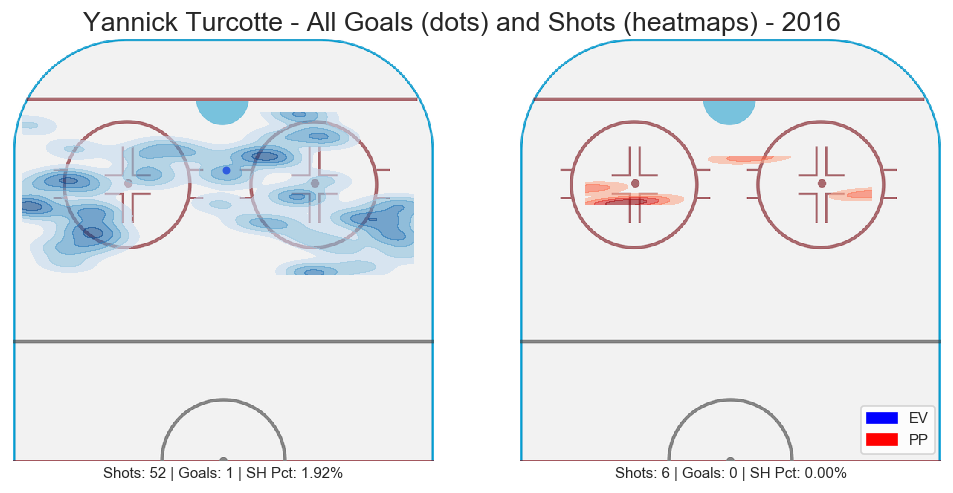 Yannick Turcotte - All Goals (dots) and Shots (heatmaps) - 2016
EV
PP
Shots: 52 | Goals: 1 | SH Pct: 1.92%
Shots: 6 | Goals: 0 | SH Pct: 0.00%